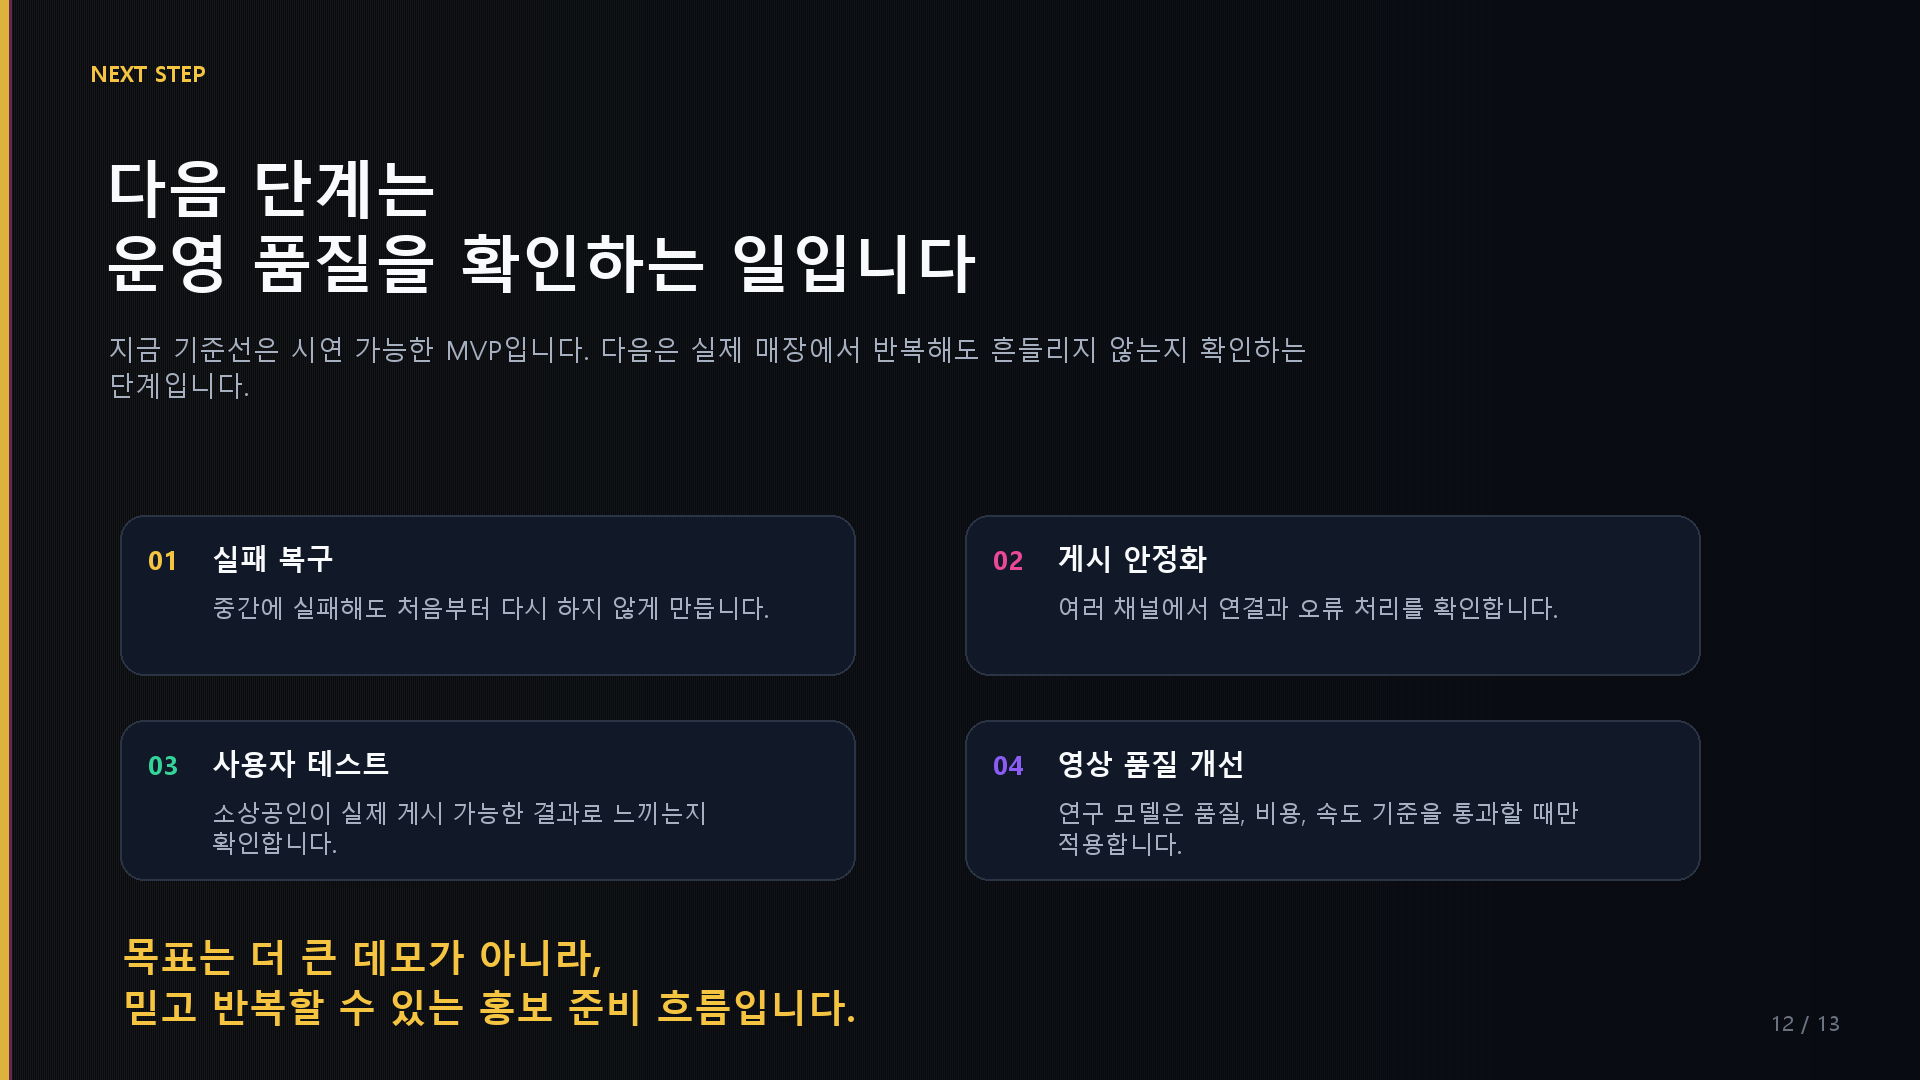 NEXT STEP
다음 단계는
운영 품질을 확인하는 일입니다
지금 기준선은 시연 가능한 MVP입니다. 다음은 실제 매장에서 반복해도 흔들리지 않는지 확인하는
단계입니다.
01 실패 복구
중간에 실패해도 처음부터 다시 하지 않게 만듭니다.
02 게시 안정화
여러 채널에서 연결과 오류 처리를 확인합니다.
03 사용자 테스트
소상공인이 실제 게시 가능한 결과로 느끼는지
확인합니다.
04 영상 품질 개선
연구 모델은 품질, 비용, 속도 기준을 통과할 때만
적용합니다.
목표는 더 큰 데모가 아니라,
믿고 반복할 수 있는 홍보 준비 흐름입니다.
12 / 13